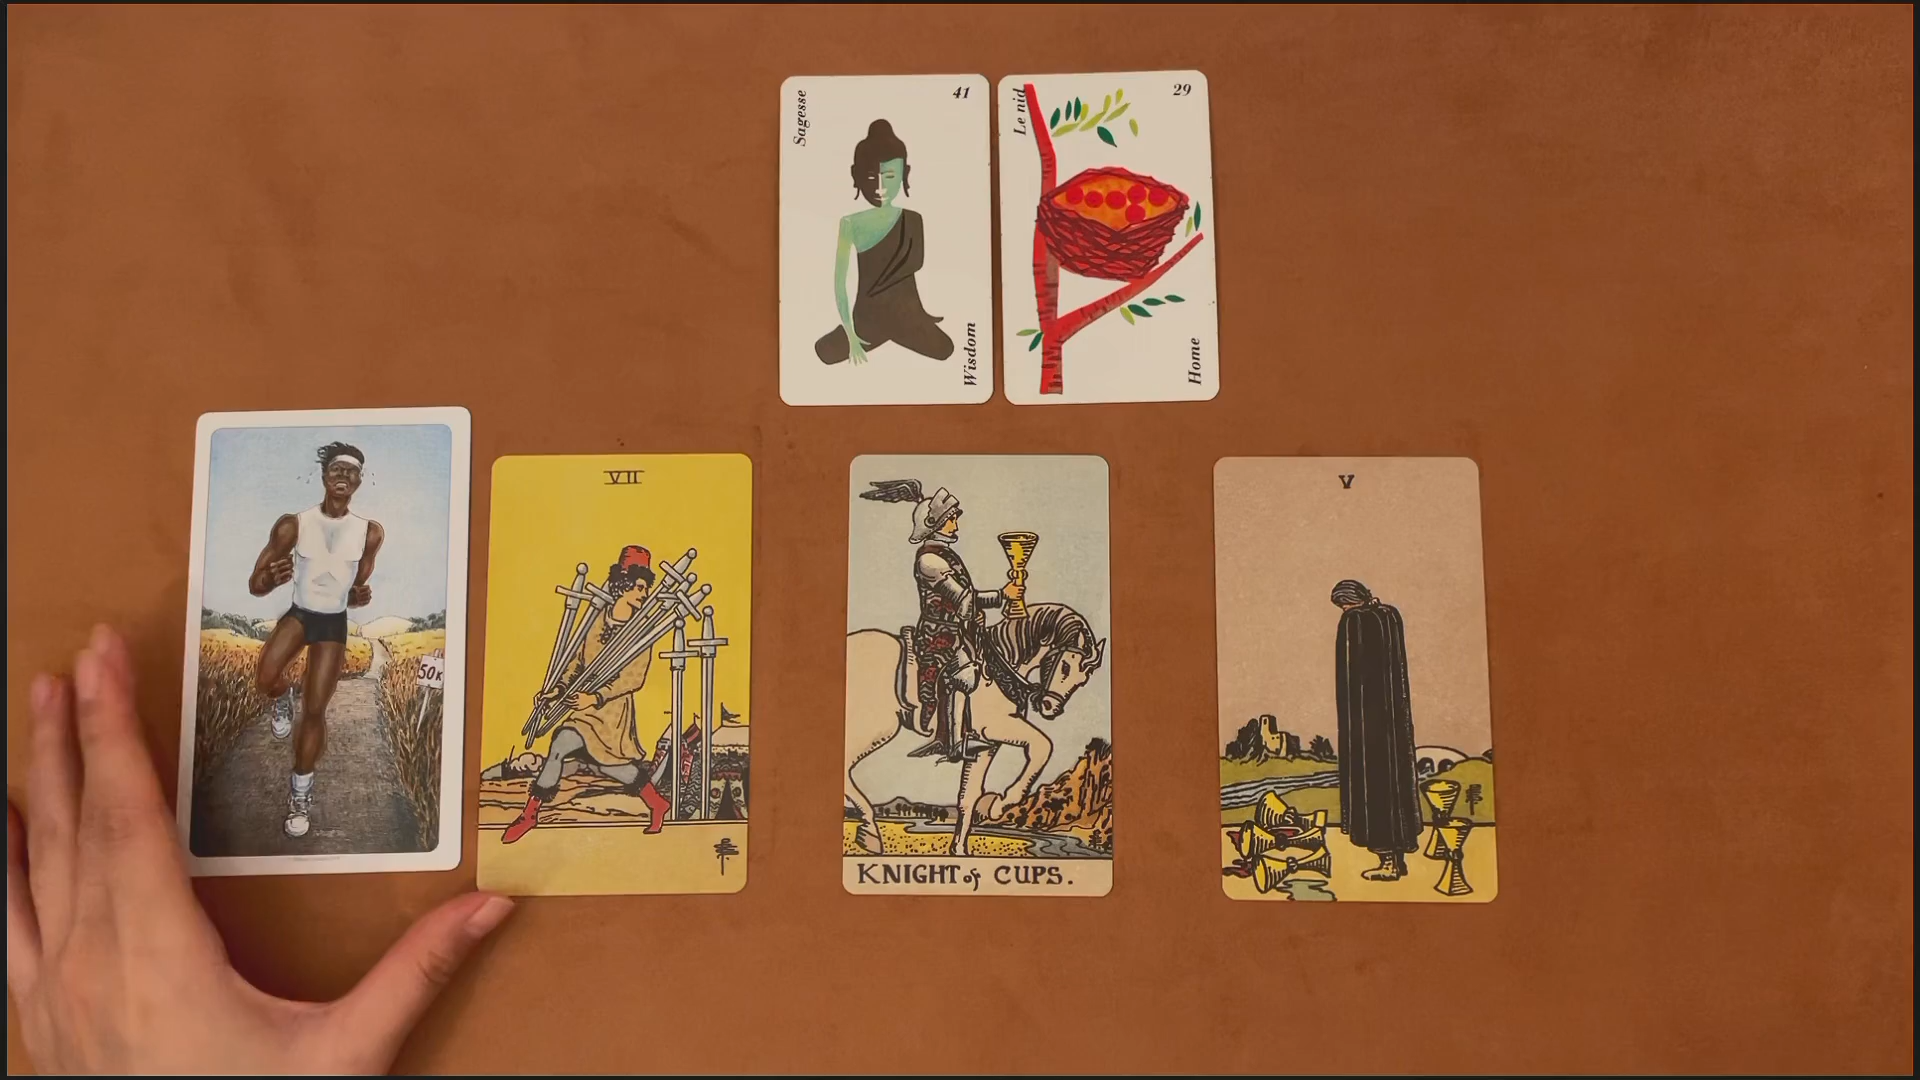 Sagesse
41
Wisdom
Le nid
29
Home
50K
VII
KNIGHT of CUPS.
V